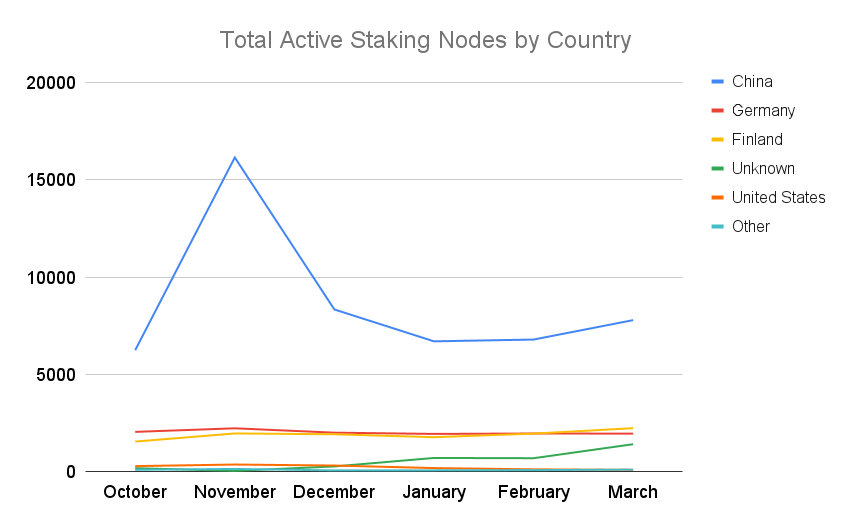 Total Active Staking Nodes by Country
20000
15000
10000
5000
0
October November December January February March
China
Germany
Finland
Unknown
United States
Other